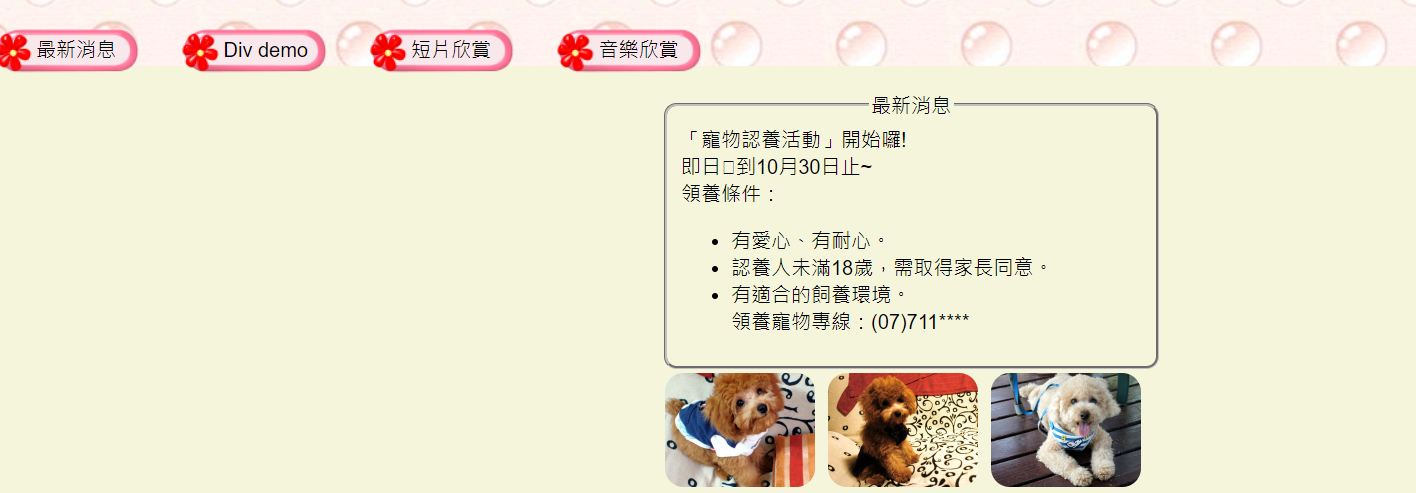 最新消息
Div demo
短片欣賞
音樂欣賞
最新消息
「寵物認養活動」開始囉!
即日到10月30日止~
領養條件：
有愛心、有耐心。
認養人未滿18歲，需取得家長同意。
有適合的飼養環境。
領養寵物專線：(07)711****